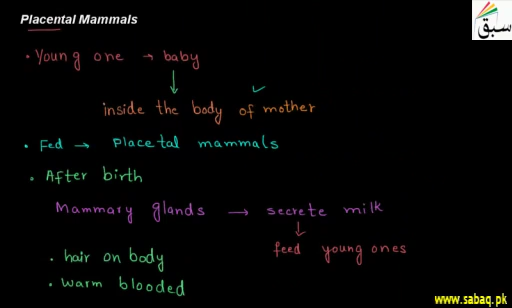 Placental Mammals
سبق
• Young one → baby
inside the body of mother
• Fed → Placetal mammals
• After birth
Mammary glands → secrete milk
feed young ones
• hair on body
• warm blooded
www.sabaq.pk